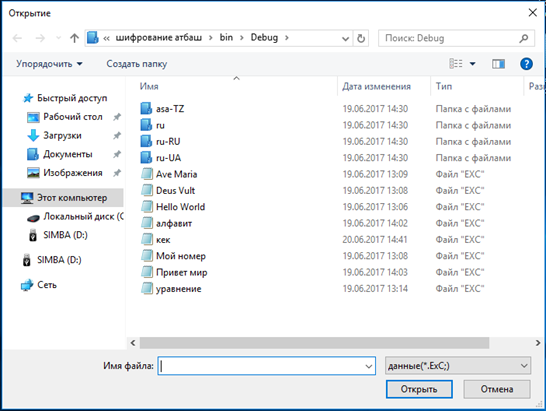 Открытие
« шифрование атбаш › bin › Debug ›
Поиск: Debug
Упорядочить
Создать папку
Имя Дата изменения Тип Раз
Быстрый доступ
Рабочий стол
Загрузки
Документы
Изображения
Этот компьютер
Локальный диск (C
SIMBA (D:)
SIMBA (D:)
Сеть
asa-TZ 19.06.2017 14:30 Папка с файлами
ru 19.06.2017 14:30 Папка с файлами
ru-RU 19.06.2017 14:30 Папка с файлами
ru-UA 19.06.2017 14:30 Папка с файлами
Ave Maria 19.06.2017 13:09 Файл "EXC"
Deus Vult 19.06.2017 13:08 Файл "EXC"
Hello World 19.06.2017 13:06 Файл "EXC"
алфавит 19.06.2017 14:02 Файл "EXC"
кек 20.06.2017 14:41 Файл "EXC"
Мой номер 19.06.2017 13:08 Файл "EXC"
Привет мир 19.06.2017 14:03 Файл "EXC"
уравнение 19.06.2017 13:14 Файл "EXC"
Имя файла:
данные(*.ExC;)
Открыть
Отмена